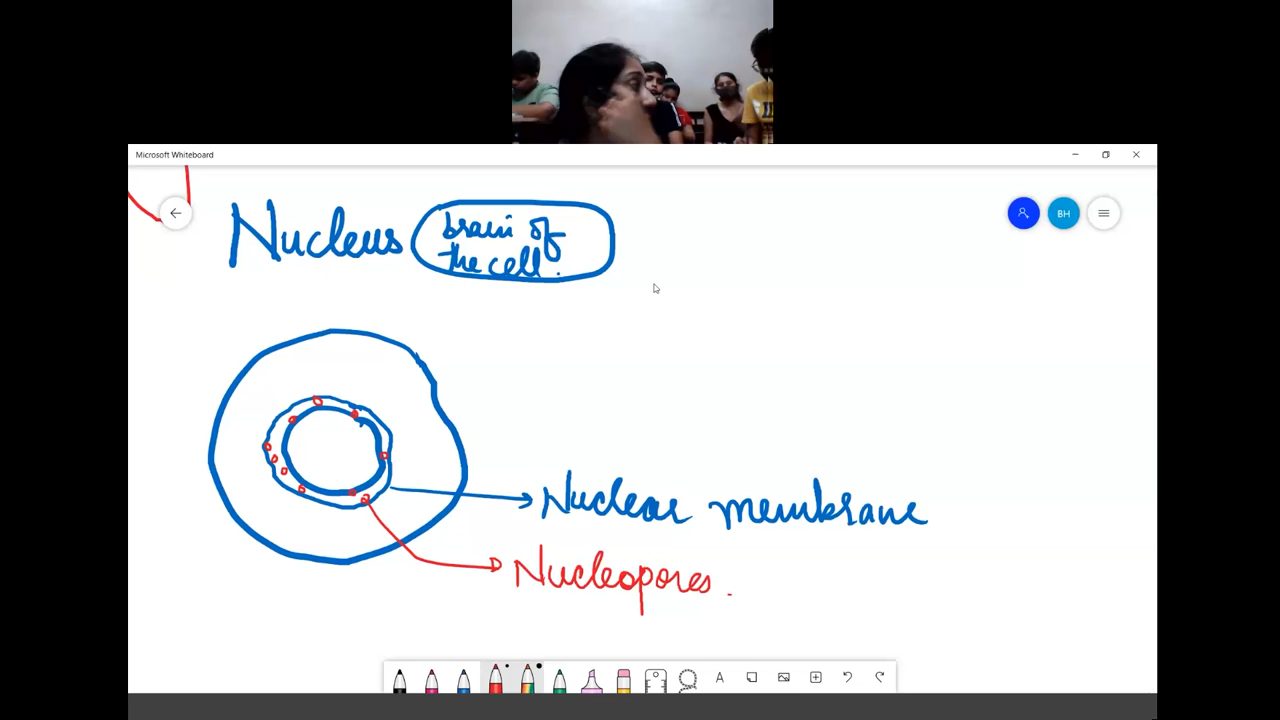 Microsoft Whiteboard
BH
Nucleus
brain of
the cell.
Nuclear membrane
Nucleopores.
A